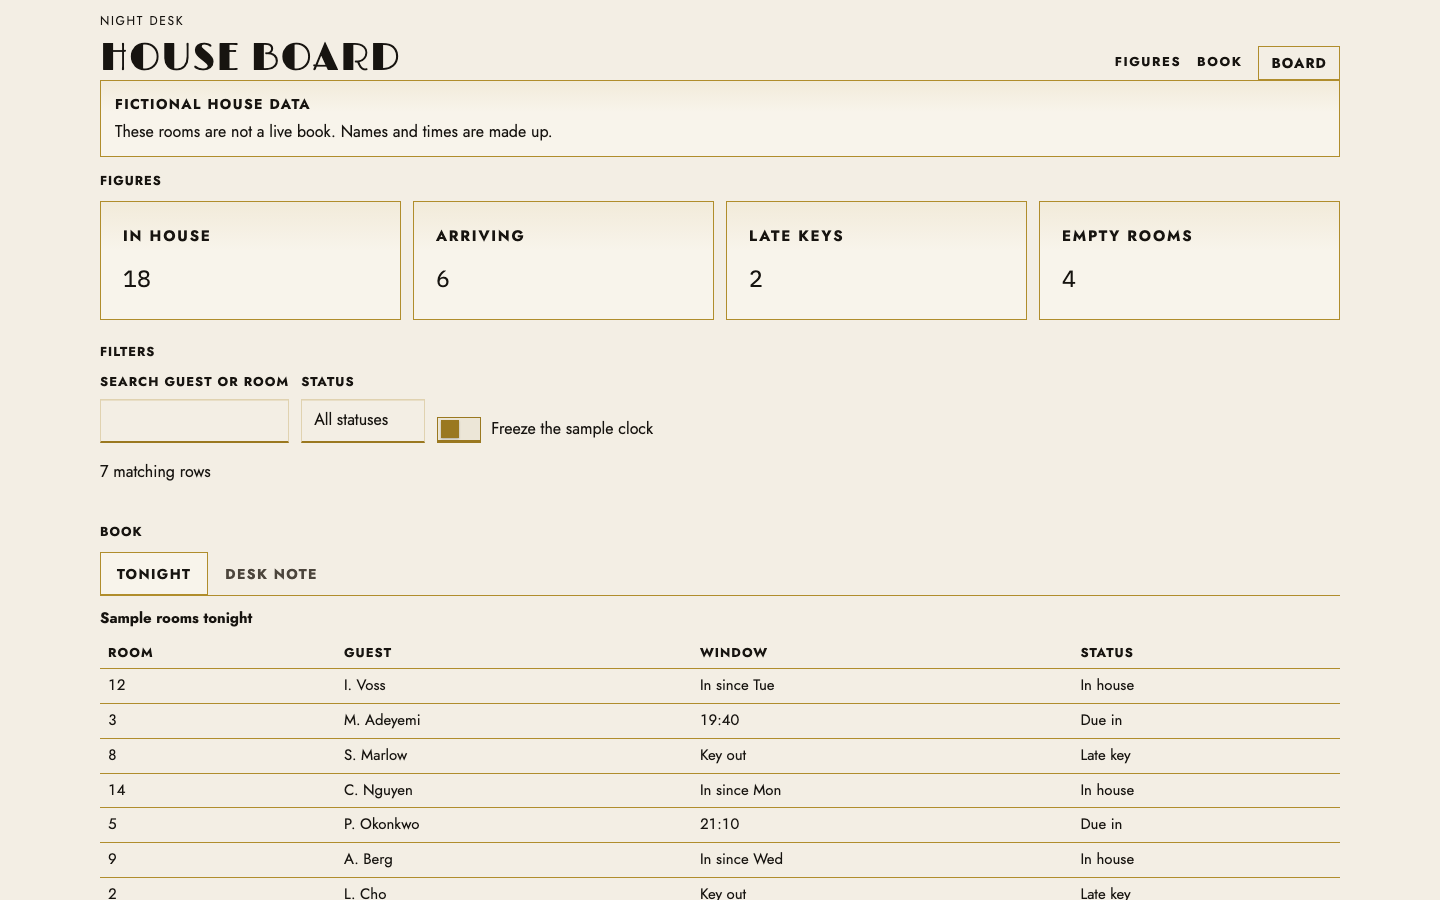 NIGHT DESK
HOUSE BOARD
FIGURES BOOK BOARD
FICTIONAL HOUSE DATA
These rooms are not a live book. Names and times are made up.
FIGURES
IN HOUSE ARRIVING LATE KEYS EMPTY ROOMS
18 6 2 4
FILTERS
SEARCH GUEST OR ROOM STATUS
All statuses
Freeze the sample clock
7 matching rows
BOOK
TONIGHT DESK NOTE
Sample rooms tonight
ROOM GUEST WINDOW STATUS
12 I. Voss In since Tue In house
3 M. Adeyemi 19:40 Due in
8 S. Marlow Key out Late key
14 C. Nguyen In since Mon In house
5 P. Okonkwo 21:10 Due in
9 A. Berg In since Wed In house
2 L. Cho Key out Late key